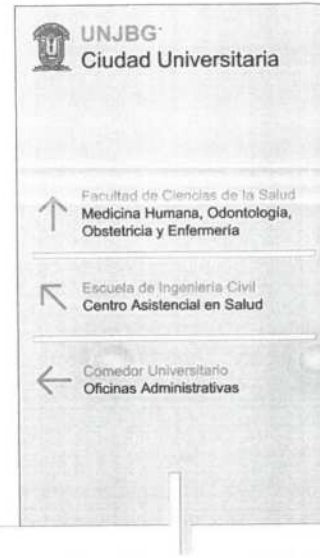 UNJBG
Ciudad Universitaria
Facultad de Ciencias de la Salud
Medicina Humana, Odontología,
Obstetricia y Enfermería
Escuela de Ingeniería Civil
Centro Asistencial en Salud
Comedor Universitario
Oficinas Administrativas